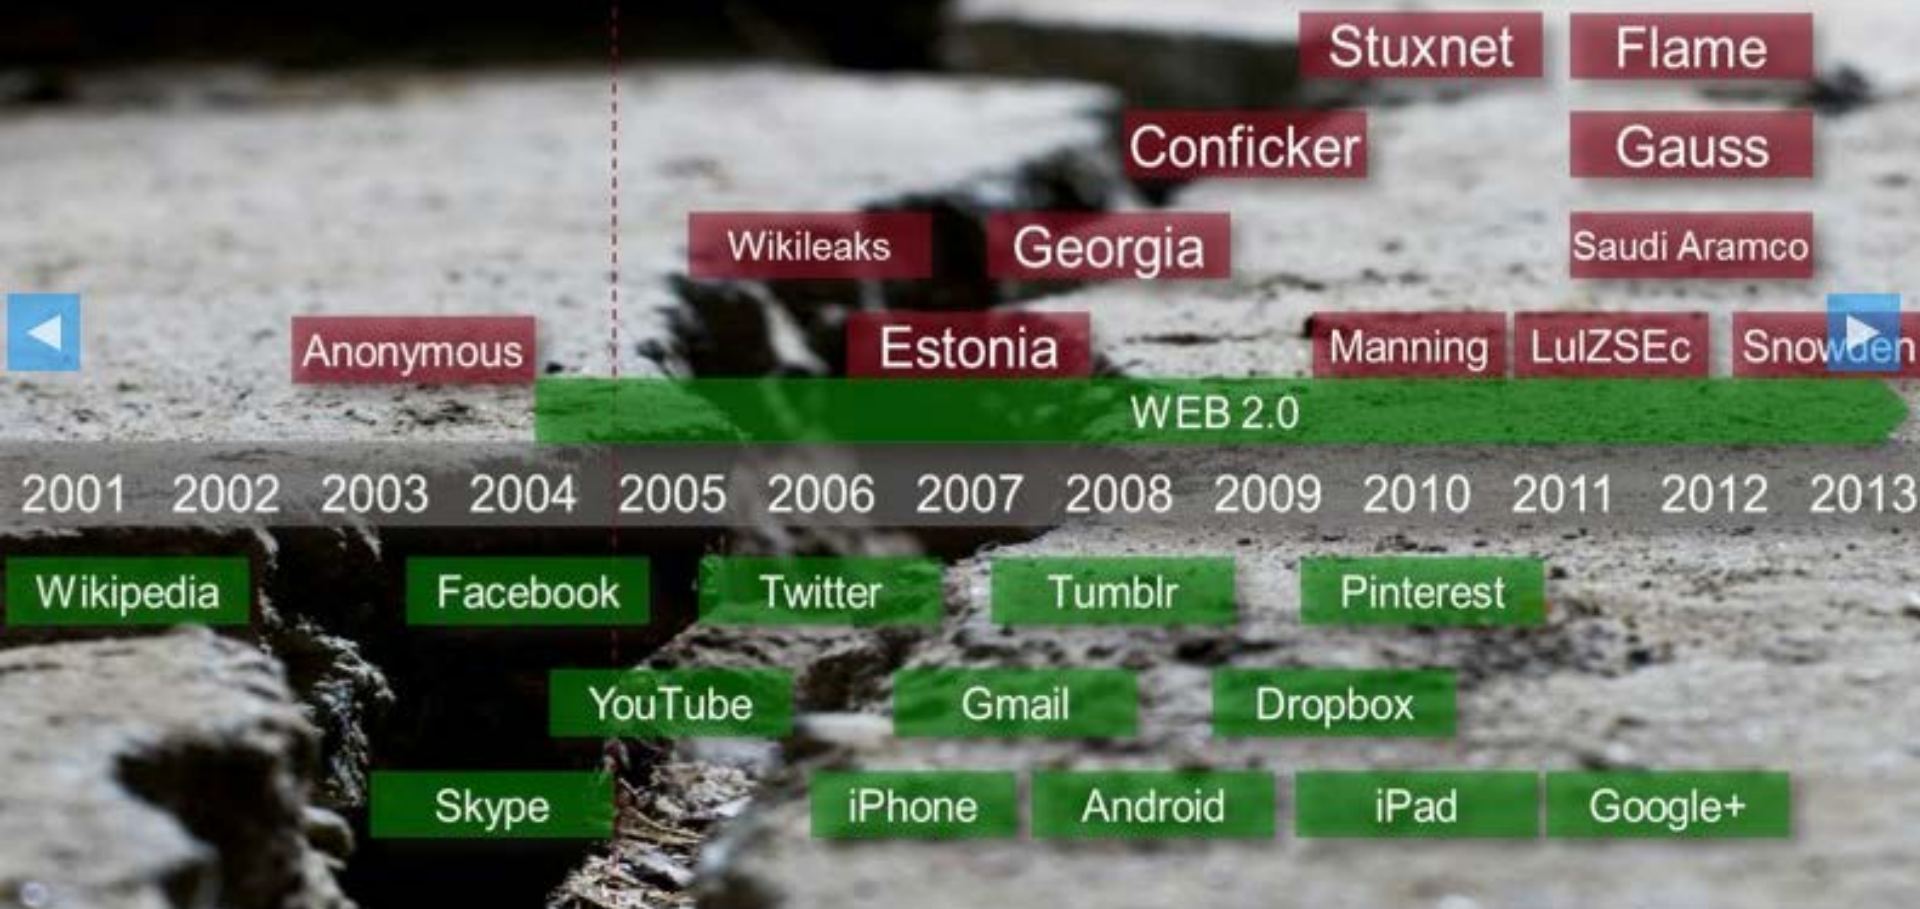 Stuxnet Flame
Conficker Gauss
Wikileaks Georgia Saudi Aramco
Anonymous Estonia Manning LulZSEc Snowden
WEB 2.0
2001 2002 2003 2004 2005 2006 2007 2008 2009 2010 2011 2012 2013
Wikipedia Facebook Twitter Tumblr Pinterest
YouTube Gmail Dropbox
Skype iPhone Android iPad Google+